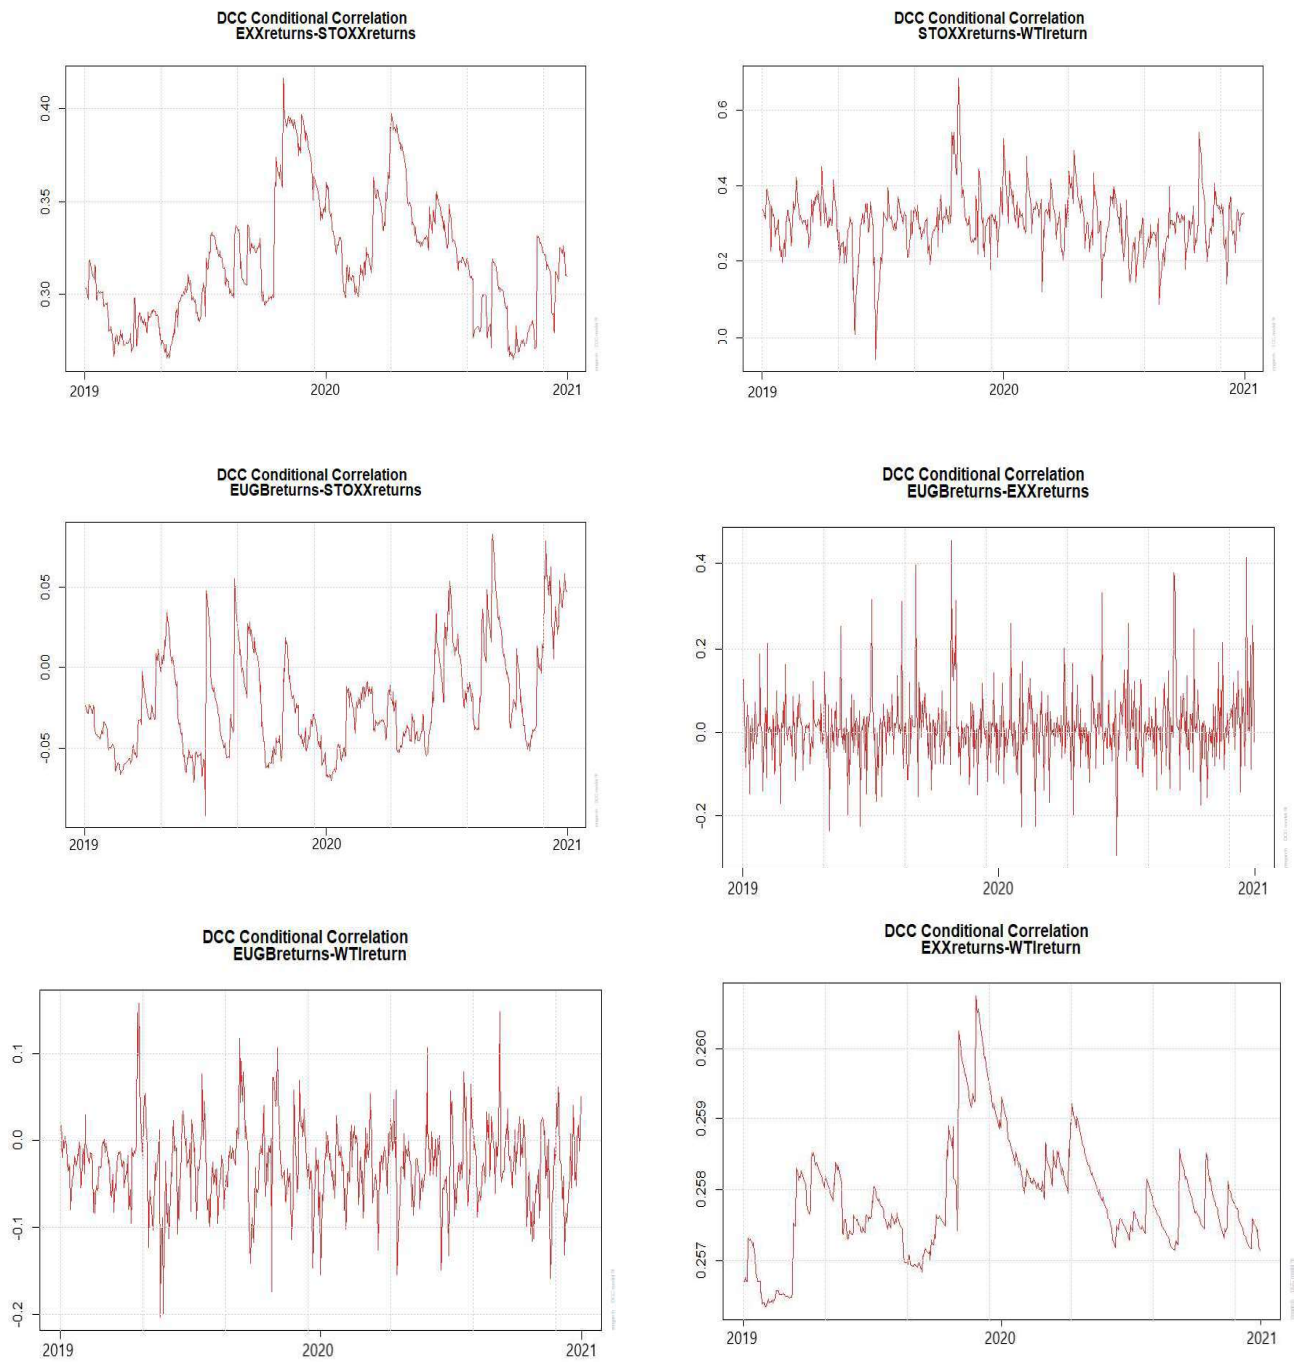 DCC Conditional Correlation
EXXreturns-STOXXreturns
0.40
0.35
0.30
2019 2020 2021
DCC Conditional Correlation
STOXXreturns-WTIreturn
0.6
0.4
0.2
0.0
2019 2020 2021
DCC Conditional Correlation
EUGBreturns-STOXXreturns
0.05
0.00
-0.05
2019 2020 2021
DCC Conditional Correlation
EUGBreturns-EXXreturns
0.4
0.2
0.0
-0.2
2019 2020 2021
DCC Conditional Correlation
EUGBreturns-WTIreturn
0.1
0.0
-0.1
-0.2
2019 2020 2021
DCC Conditional Correlation
EXXreturns-WTIreturn
0.260
0.259
0.258
0.257
2019 2020 2021